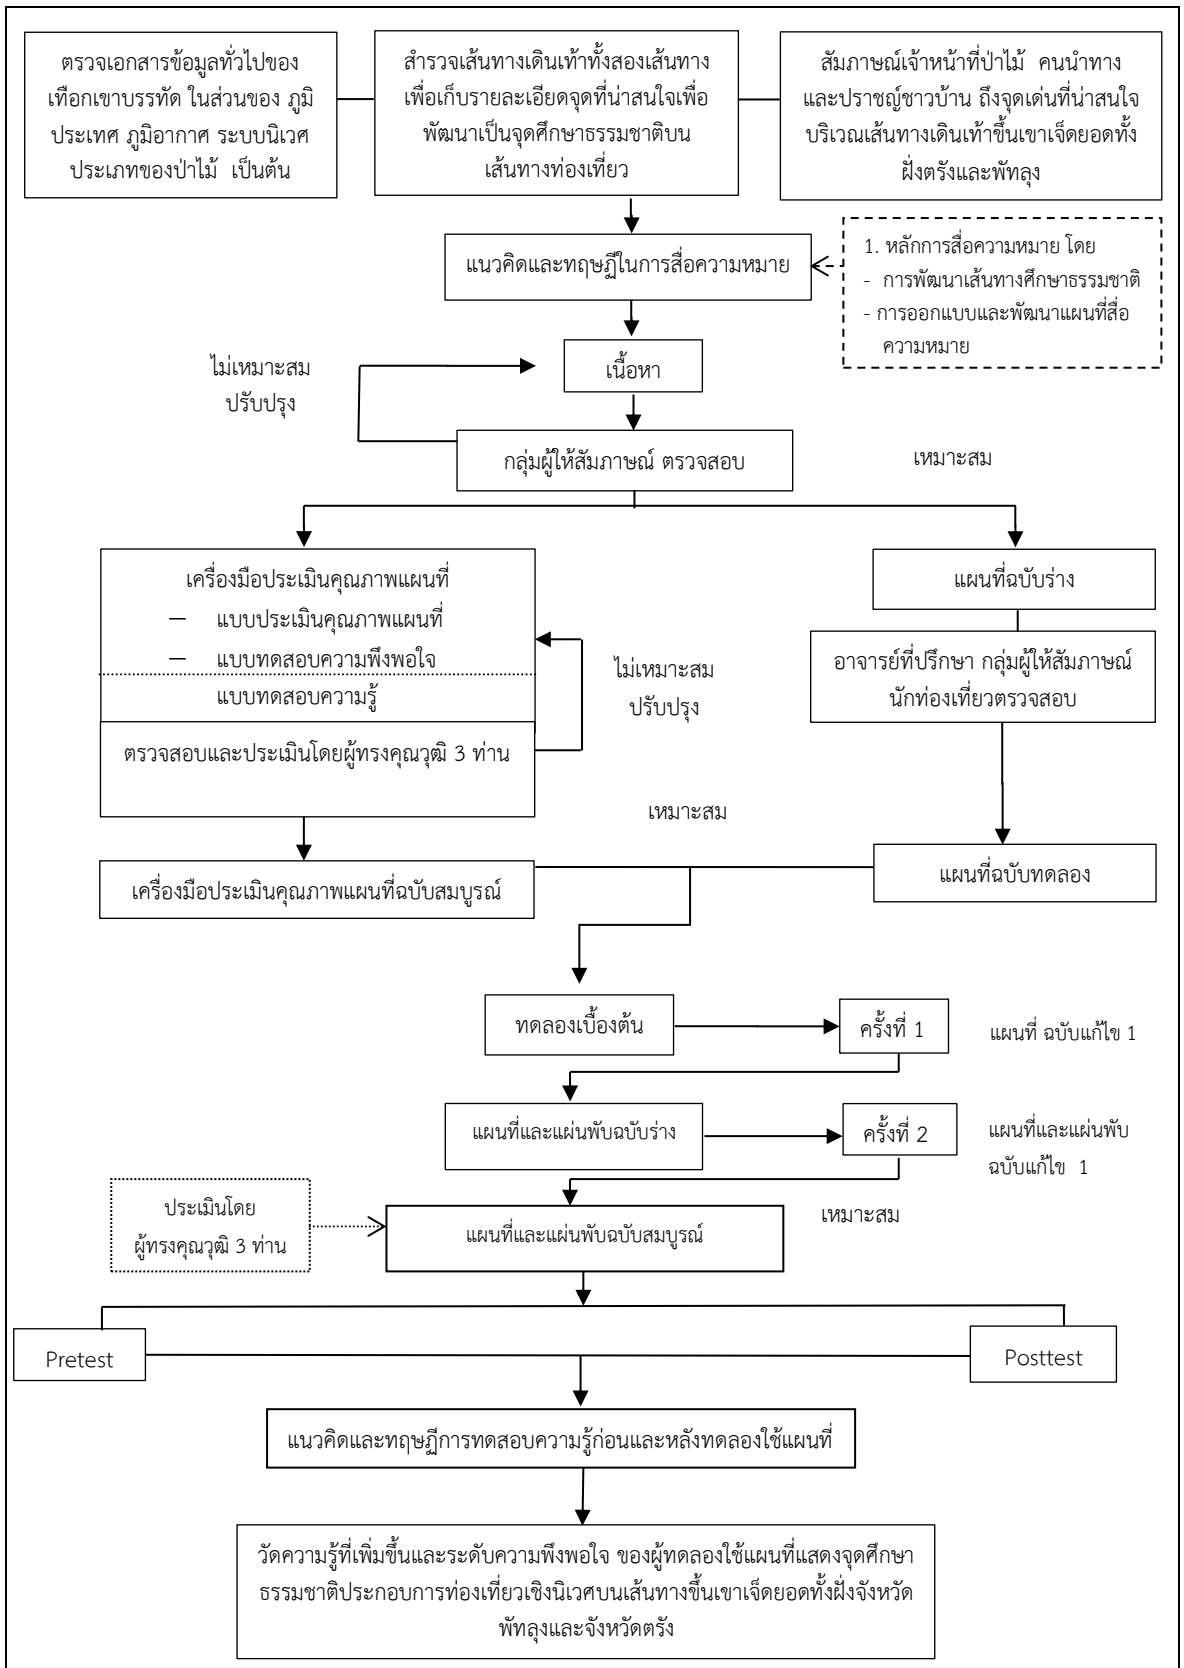 ตรวจเอกสารข้อมูลทั่วไปของ
เทือกเขาบรรทัด ในส่วนของ ภูมิ
ประเทศ ภูมิอากาศ ระบบนิเวศ
ประเภทของป่าไม้ เป็นต้น
สำรวจเส้นทางเดินเท้าทั้งสองเส้นทาง
เพื่อเก็บรายละเอียดจุดที่น่าสนใจเพื่อ
พัฒนาเป็นจุดศึกษาธรรมชาติบน
เส้นทางท่องเที่ยว
สัมภาษณ์เจ้าหน้าที่ป่าไม้ คนนำทาง
และปราชญ์ชาวบ้าน ถึงจุดเด่นที่น่าสนใจ
บริเวณเส้นทางเดินเท้าขึ้นเขาเจ็ดยอดทั้ง
ฝั่งตรังและพัทลุง
แนวคิดและทฤษฏีในการสื่อความหมาย
1. หลักการสื่อความหมาย โดย
- การพัฒนาเส้นทางศึกษาธรรมชาติ
- การออกแบบและพัฒนาแผนที่สื่อ
ความหมาย
เนื้อหา
ไม่เหมาะสม
ปรับปรุง
กลุ่มผู้ให้สัมภาษณ์ ตรวจสอบ
เหมาะสม
เครื่องมือประเมินคุณภาพแผนที่
– แบบประเมินคุณภาพแผนที่
– แบบทดสอบความพึงพอใจ
แบบทดสอบความรู้
ตรวจสอบและประเมินโดยผู้ทรงคุณวุฒิ 3 ท่าน
ไม่เหมาะสม
ปรับปรุง
แผนที่ฉบับร่าง
อาจารย์ที่ปรึกษา กลุ่มผู้ให้สัมภาษณ์
นักท่องเที่ยวตรวจสอบ
เหมาะสม
เครื่องมือประเมินคุณภาพแผนที่ฉบับสมบูรณ์
แผนที่ฉบับทดลอง
ทดลองเบื้องต้น
ครั้งที่ 1
แผนที่ ฉบับแก้ไข 1
แผนที่และแผ่นพับฉบับร่าง
ครั้งที่ 2
แผนที่และแผ่นพับ
ฉบับแก้ไข 1
ประเมินโดย
ผู้ทรงคุณวุฒิ 3 ท่าน
แผนที่และแผ่นพับฉบับสมบูรณ์
เหมาะสม
Pretest
Posttest
แนวคิดและทฤษฏีการทดสอบความรู้ก่อนและหลังทดลองใช้แผนที่
วัดความรู้ที่เพิ่มขึ้นและระดับความพึงพอใจ ของผู้ทดลองใช้แผนที่แสดงจุดศึกษา
ธรรมชาติประกอบการท่องเที่ยวเชิงนิเวศบนเส้นทางขึ้นเขาเจ็ดยอดทั้งฝั่งจังหวัด
พัทลุงและจังหวัดตรัง